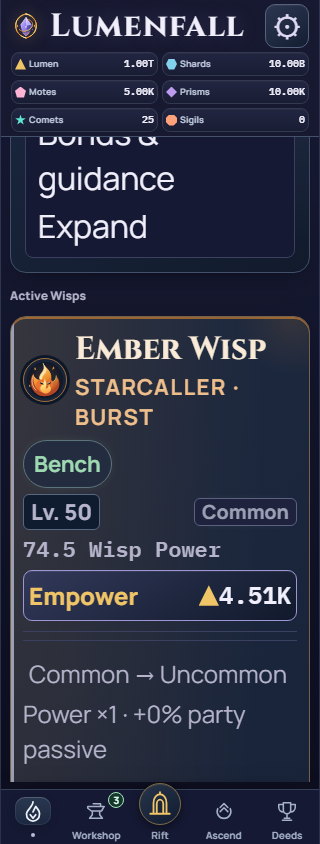 LUMENFALL
Lumen 1.00T
Shards 10.00B
Motes 5.00K
Prisms 10.00K
Comets 25
Sigils 0
Bonds &
guidance
Expand
Active Wisps
EMBER WISP
STARCALLER ·
BURST
Bench
Lv. 50 Common
74.5 Wisp Power
Empower 4.51K
Common → Uncommon
Power ×1 · +0% party
passive
3
Workshop Rift Ascend Deeds